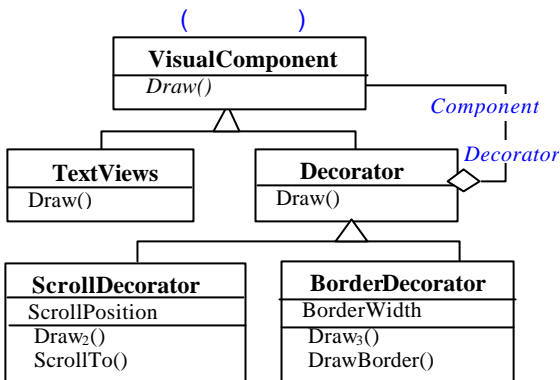 (        )
VisualComponent
Draw()
Component
Decorator
TextViews
Draw()
Decorator
Draw()
ScrollDecorator
ScrollPosition
Draw₂()
ScrollTo()
BorderDecorator
BorderWidth
Draw₃()
DrawBorder()